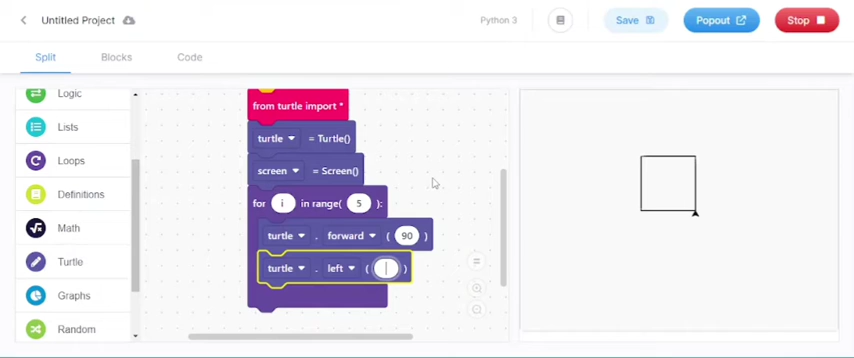 Untitled Project
Python 3
Save
Popout
Stop
Split
Blocks
Code
Logic
Lists
Loops
Definitions
Math
Turtle
Graphs
Random
from turtle import *
turtle = Turtle()
screen = Screen()
for i in range( 5 ):
turtle . forward ( 90 )
turtle . left ( )